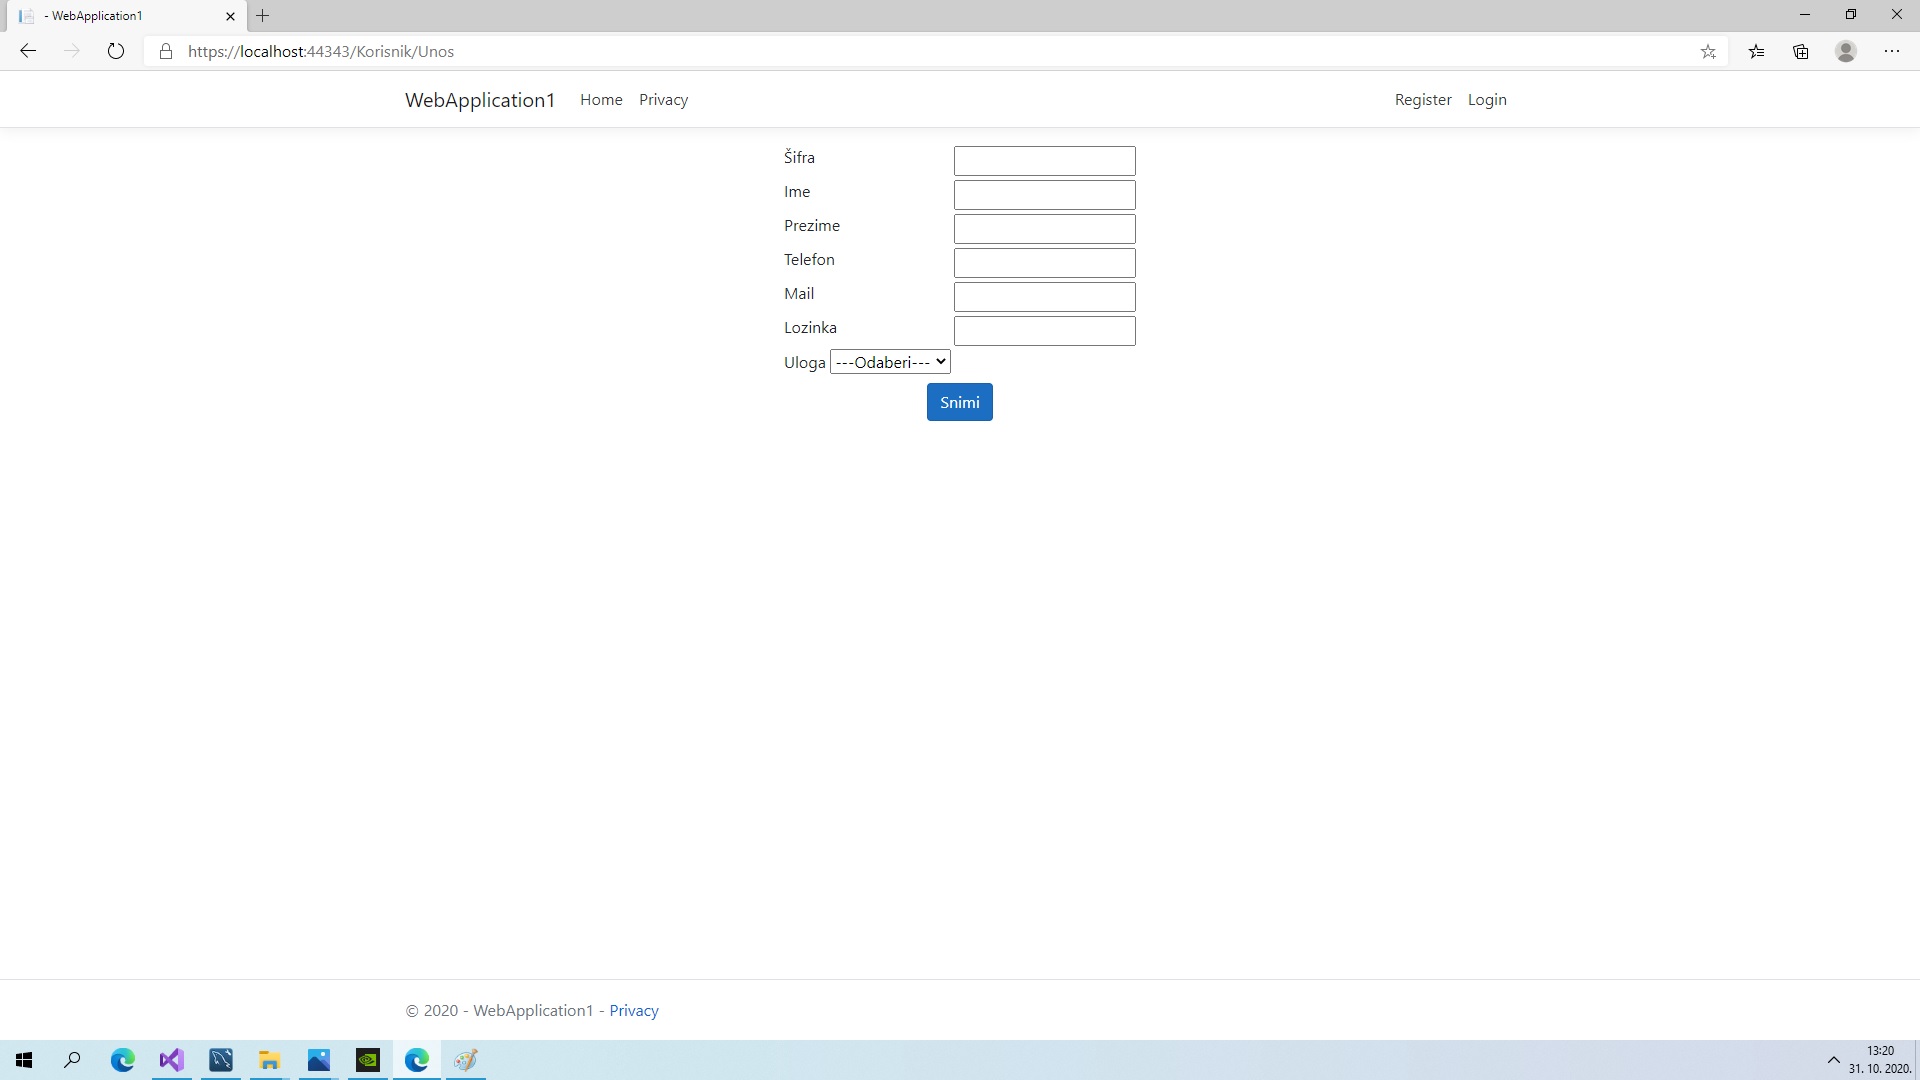 - WebApplication1
https://localhost:44343/Korisnik/Unos
WebApplication1 Home Privacy Register Login
Šifra
Ime
Prezime
Telefon
Mail
Lozinka
Uloga ---Odaberi---
Snimi
© 2020 - WebApplication1 - Privacy
13:20
31. 10. 2020.